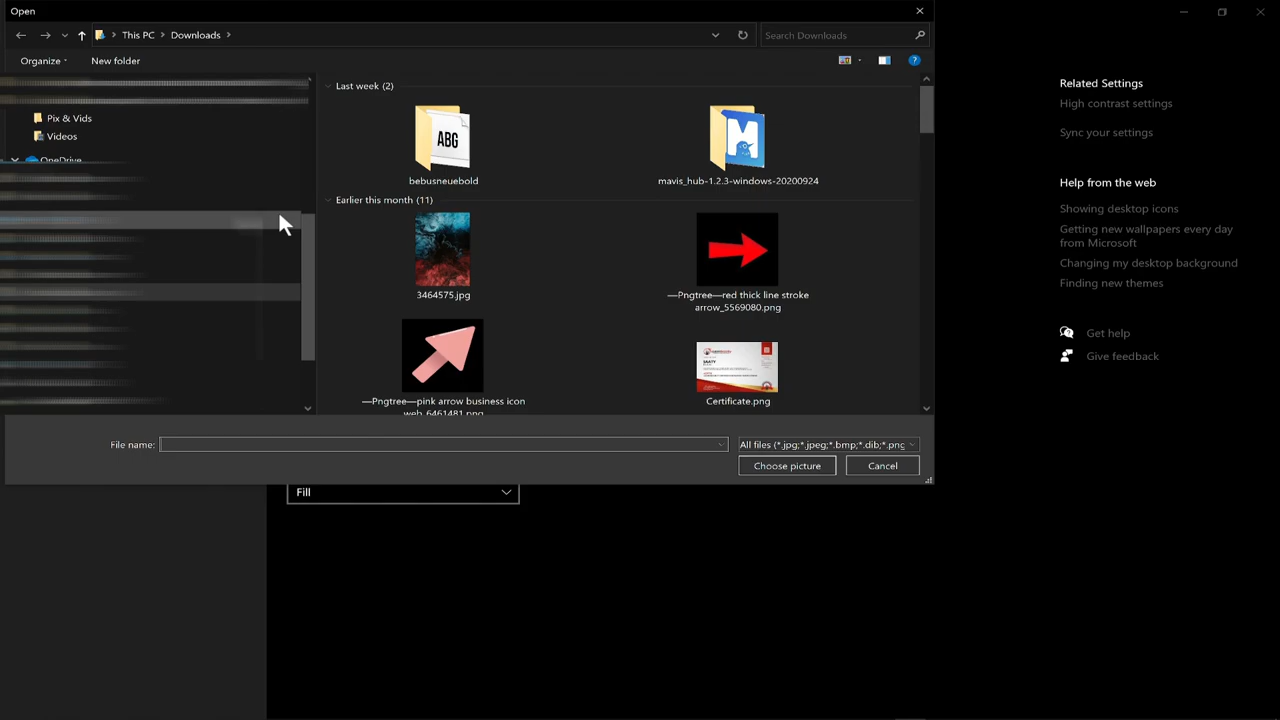 Open
This PC
Downloads
Search Downloads
Organize
New folder
Pix & Vids
Videos
OneDrive
Last week (2)
ABG
M
bebusneuebold
mavis_hub-1.2.3-windows-20200924
Earlier this month (11)
3464575.jpg
—Pngtree—red thick line stroke
arrow_5569080.png
—Pngtree—pink arrow business icon
web_6461481.png
Certificate.png
File name:
All files (*.jpg;*.jpeg;*.bmp;*.dib;*.png
Choose picture
Cancel
Fill
Related Settings
High contrast settings
Sync your settings
Help from the web
Showing desktop icons
Getting new wallpapers every day
from Microsoft
Changing my desktop background
Finding new themes
Get help
Give feedback